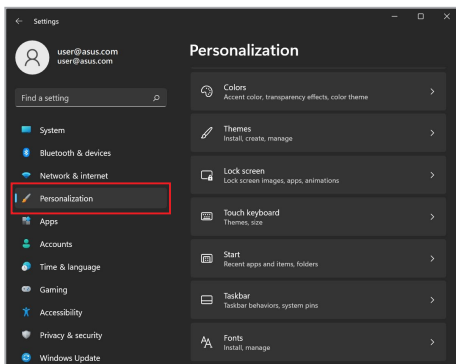 Settings
user@asus.com
user@asus.com
Find a setting
System
Bluetooth & devices
Network & internet
Personalization
Apps
Accounts
Time & language
Gaming
Accessibility
Privacy & security
Windows Update
Personalization
Colors
Accent color, transparency effects, color theme
Themes
Install, create, manage
Lock screen
Lock screen images, apps, animations
Touch keyboard
Themes, size
Start
Recent apps and items, folders
Taskbar
Taskbar behaviors, system pins
Fonts
Install, manage